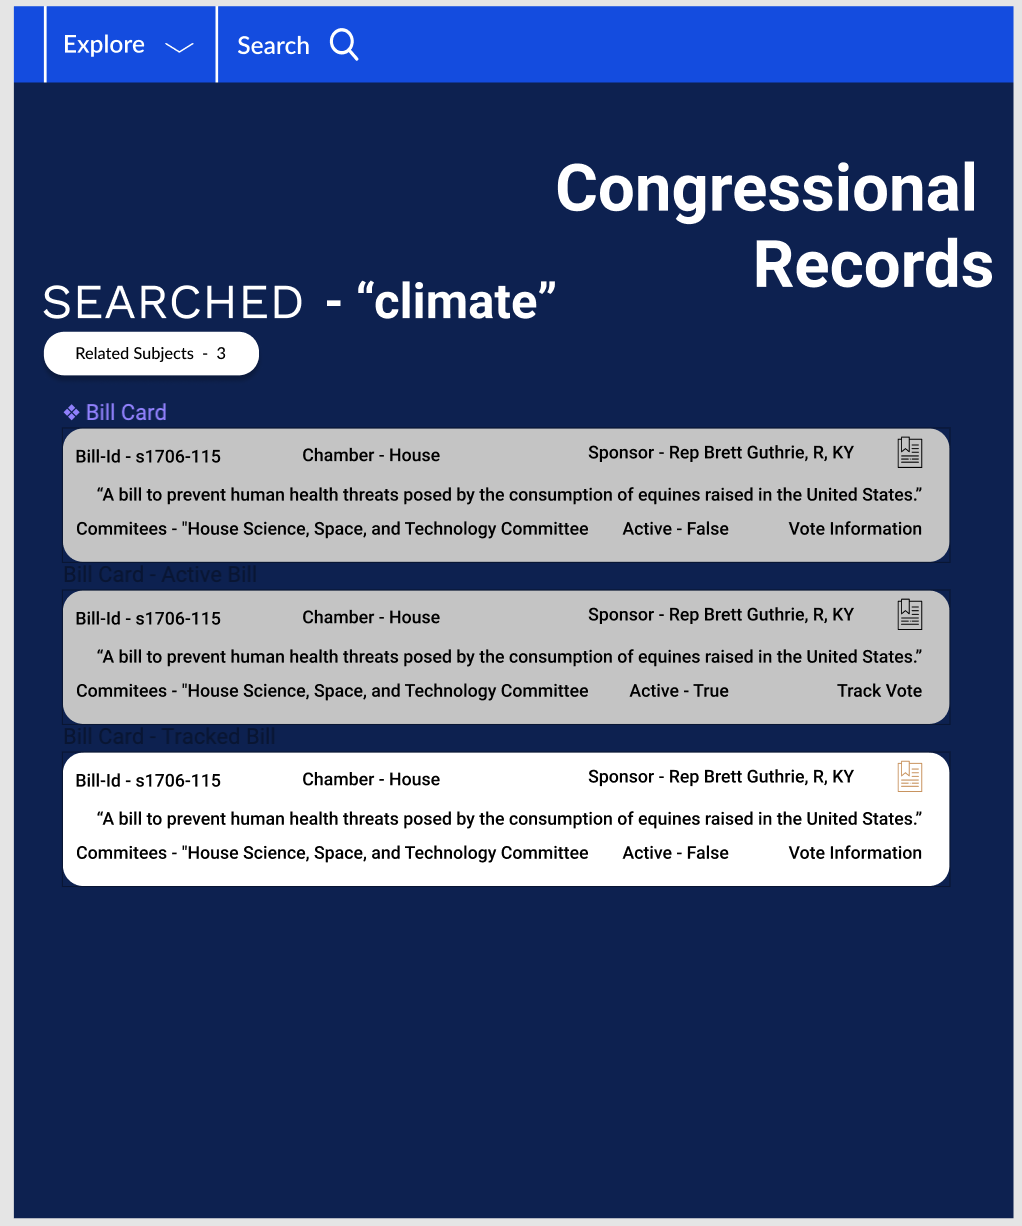 Explore
Search
Congressional
Records
SEARCHED - “climate”
Related Subjects - 3
❖ Bill Card
Bill-Id - s1706-115 Chamber - House Sponsor - Rep Brett Guthrie, R, KY
“A bill to prevent human health threats posed by the consumption of equines raised in the United States.”
Commitees - "House Science, Space, and Technology Committee Active - False Vote Information
Bill Card - Active Bill
Bill-Id - s1706-115 Chamber - House Sponsor - Rep Brett Guthrie, R, KY
“A bill to prevent human health threats posed by the consumption of equines raised in the United States.”
Commitees - "House Science, Space, and Technology Committee Active - True Track Vote
Bill Card - Tracked Bill
Bill-Id - s1706-115 Chamber - House Sponsor - Rep Brett Guthrie, R, KY
“A bill to prevent human health threats posed by the consumption of equines raised in the United States.”
Commitees - "House Science, Space, and Technology Committee Active - False Vote Information